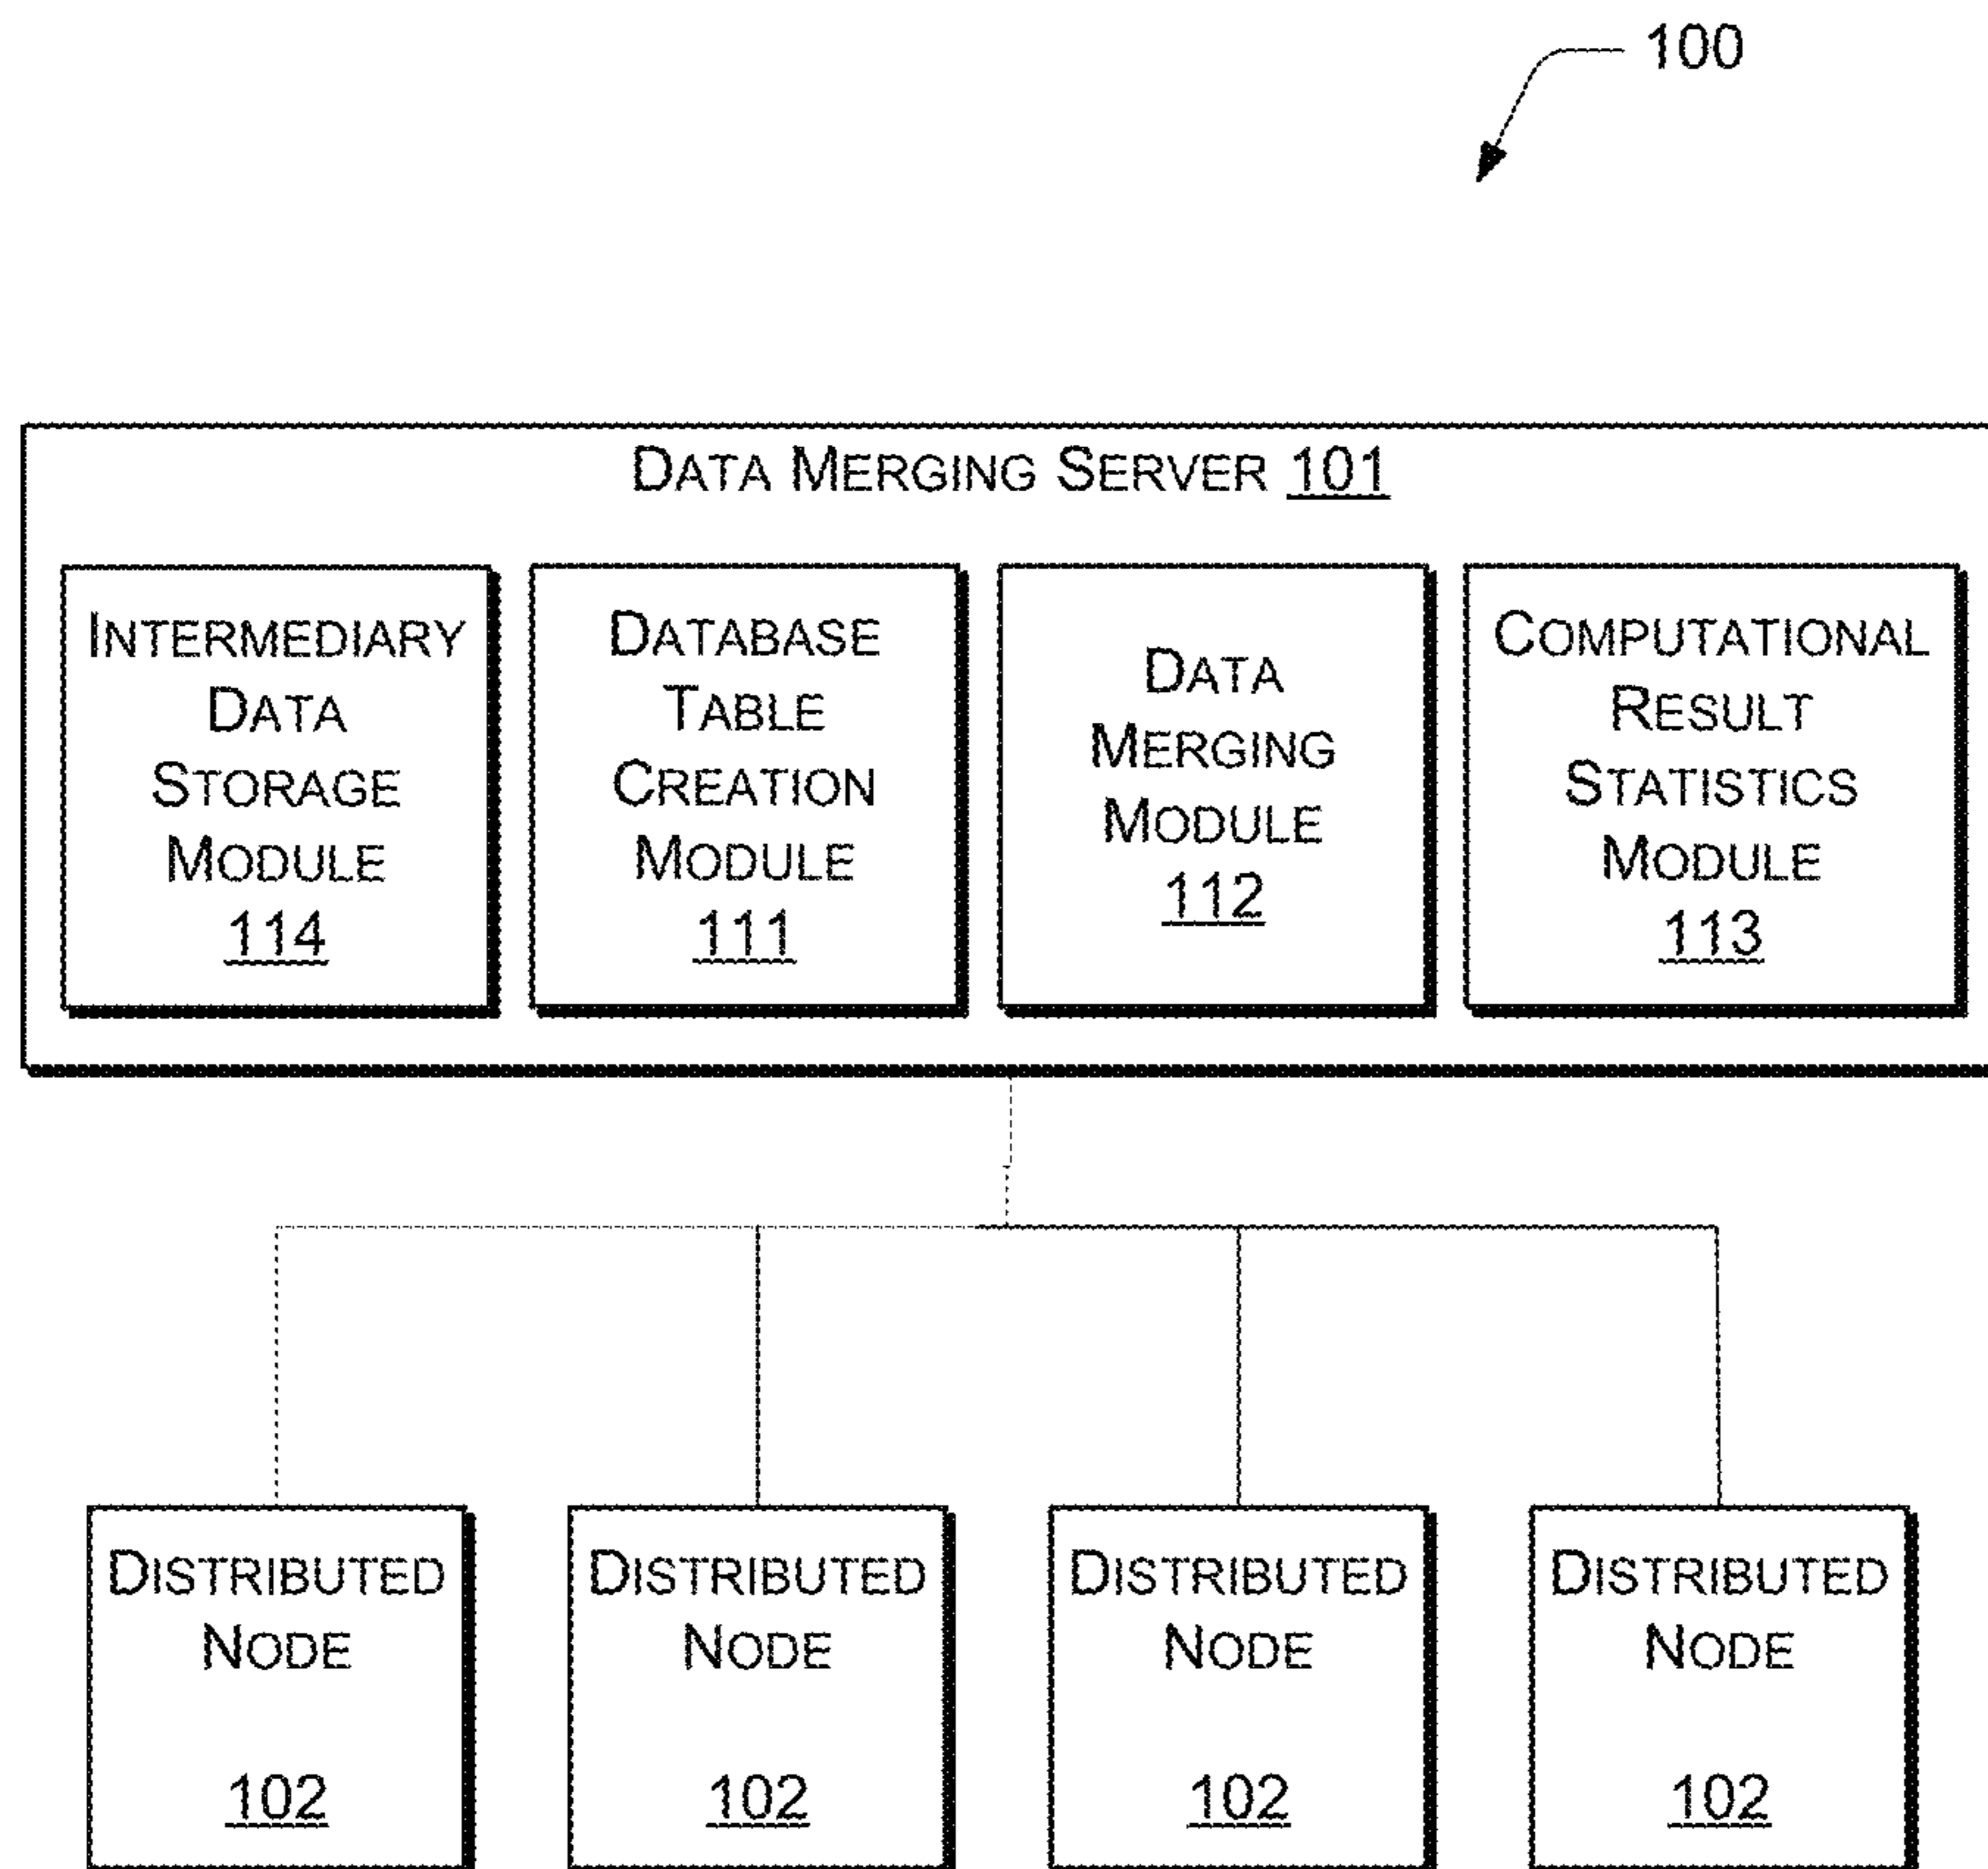 100
DATA MERGING SERVER 101
INTERMEDIARY
DATA
STORAGE
MODULE
114
DATABASE
TABLE
CREATION
MODULE
111
DATA
MERGING
MODULE
112
COMPUTATIONAL
RESULT
STATISTICS
MODULE
113
DISTRIBUTED
NODE
102
DISTRIBUTED
NODE
102
DISTRIBUTED
NODE
102
DISTRIBUTED
NODE
102